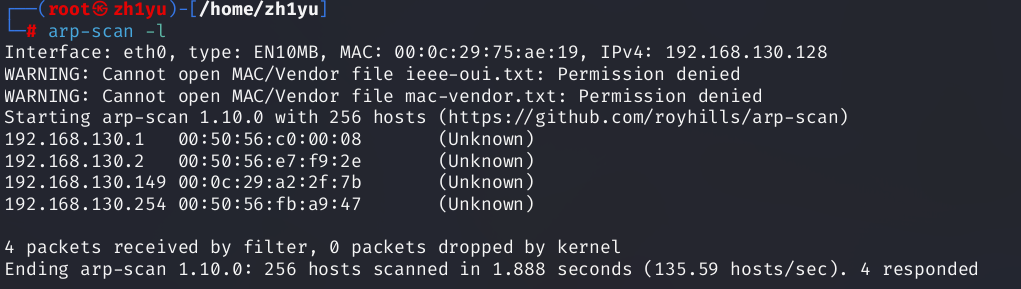 ┌──(root㉿zh1yu)-[/home/zh1yu]
└─# arp-scan -l
Interface: eth0, type: EN10MB, MAC: 00:0c:29:75:ae:19, IPv4: 192.168.130.128
WARNING: Cannot open MAC/Vendor file ieee-oui.txt: Permission denied
WARNING: Cannot open MAC/Vendor file mac-vendor.txt: Permission denied
Starting arp-scan 1.10.0 with 256 hosts (https://github.com/royhills/arp-scan)
192.168.130.1   00:50:56:c0:00:08       (Unknown)
192.168.130.2   00:50:56:e7:f9:2e       (Unknown)
192.168.130.149 00:0c:29:a2:2f:7b       (Unknown)
192.168.130.254 00:50:56:fb:a9:47       (Unknown)
4 packets received by filter, 0 packets dropped by kernel
Ending arp-scan 1.10.0: 256 hosts scanned in 1.888 seconds (135.59 hosts/sec). 4 responded